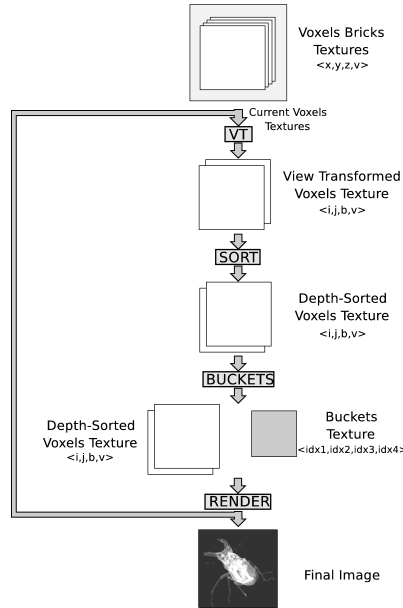 Voxels Bricks
Textures
<x,y,z,v>
Current Voxels
Textures
VT
View Transformed
Voxels Texture
<i,j,b,v>
SORT
Depth-Sorted
Voxels Texture
<i,j,b,v>
BUCKETS
Depth-Sorted
Voxels Texture
<i,j,b,v>
Buckets
Texture
<idx1,idx2,idx3,idx4>
RENDER
Final Image